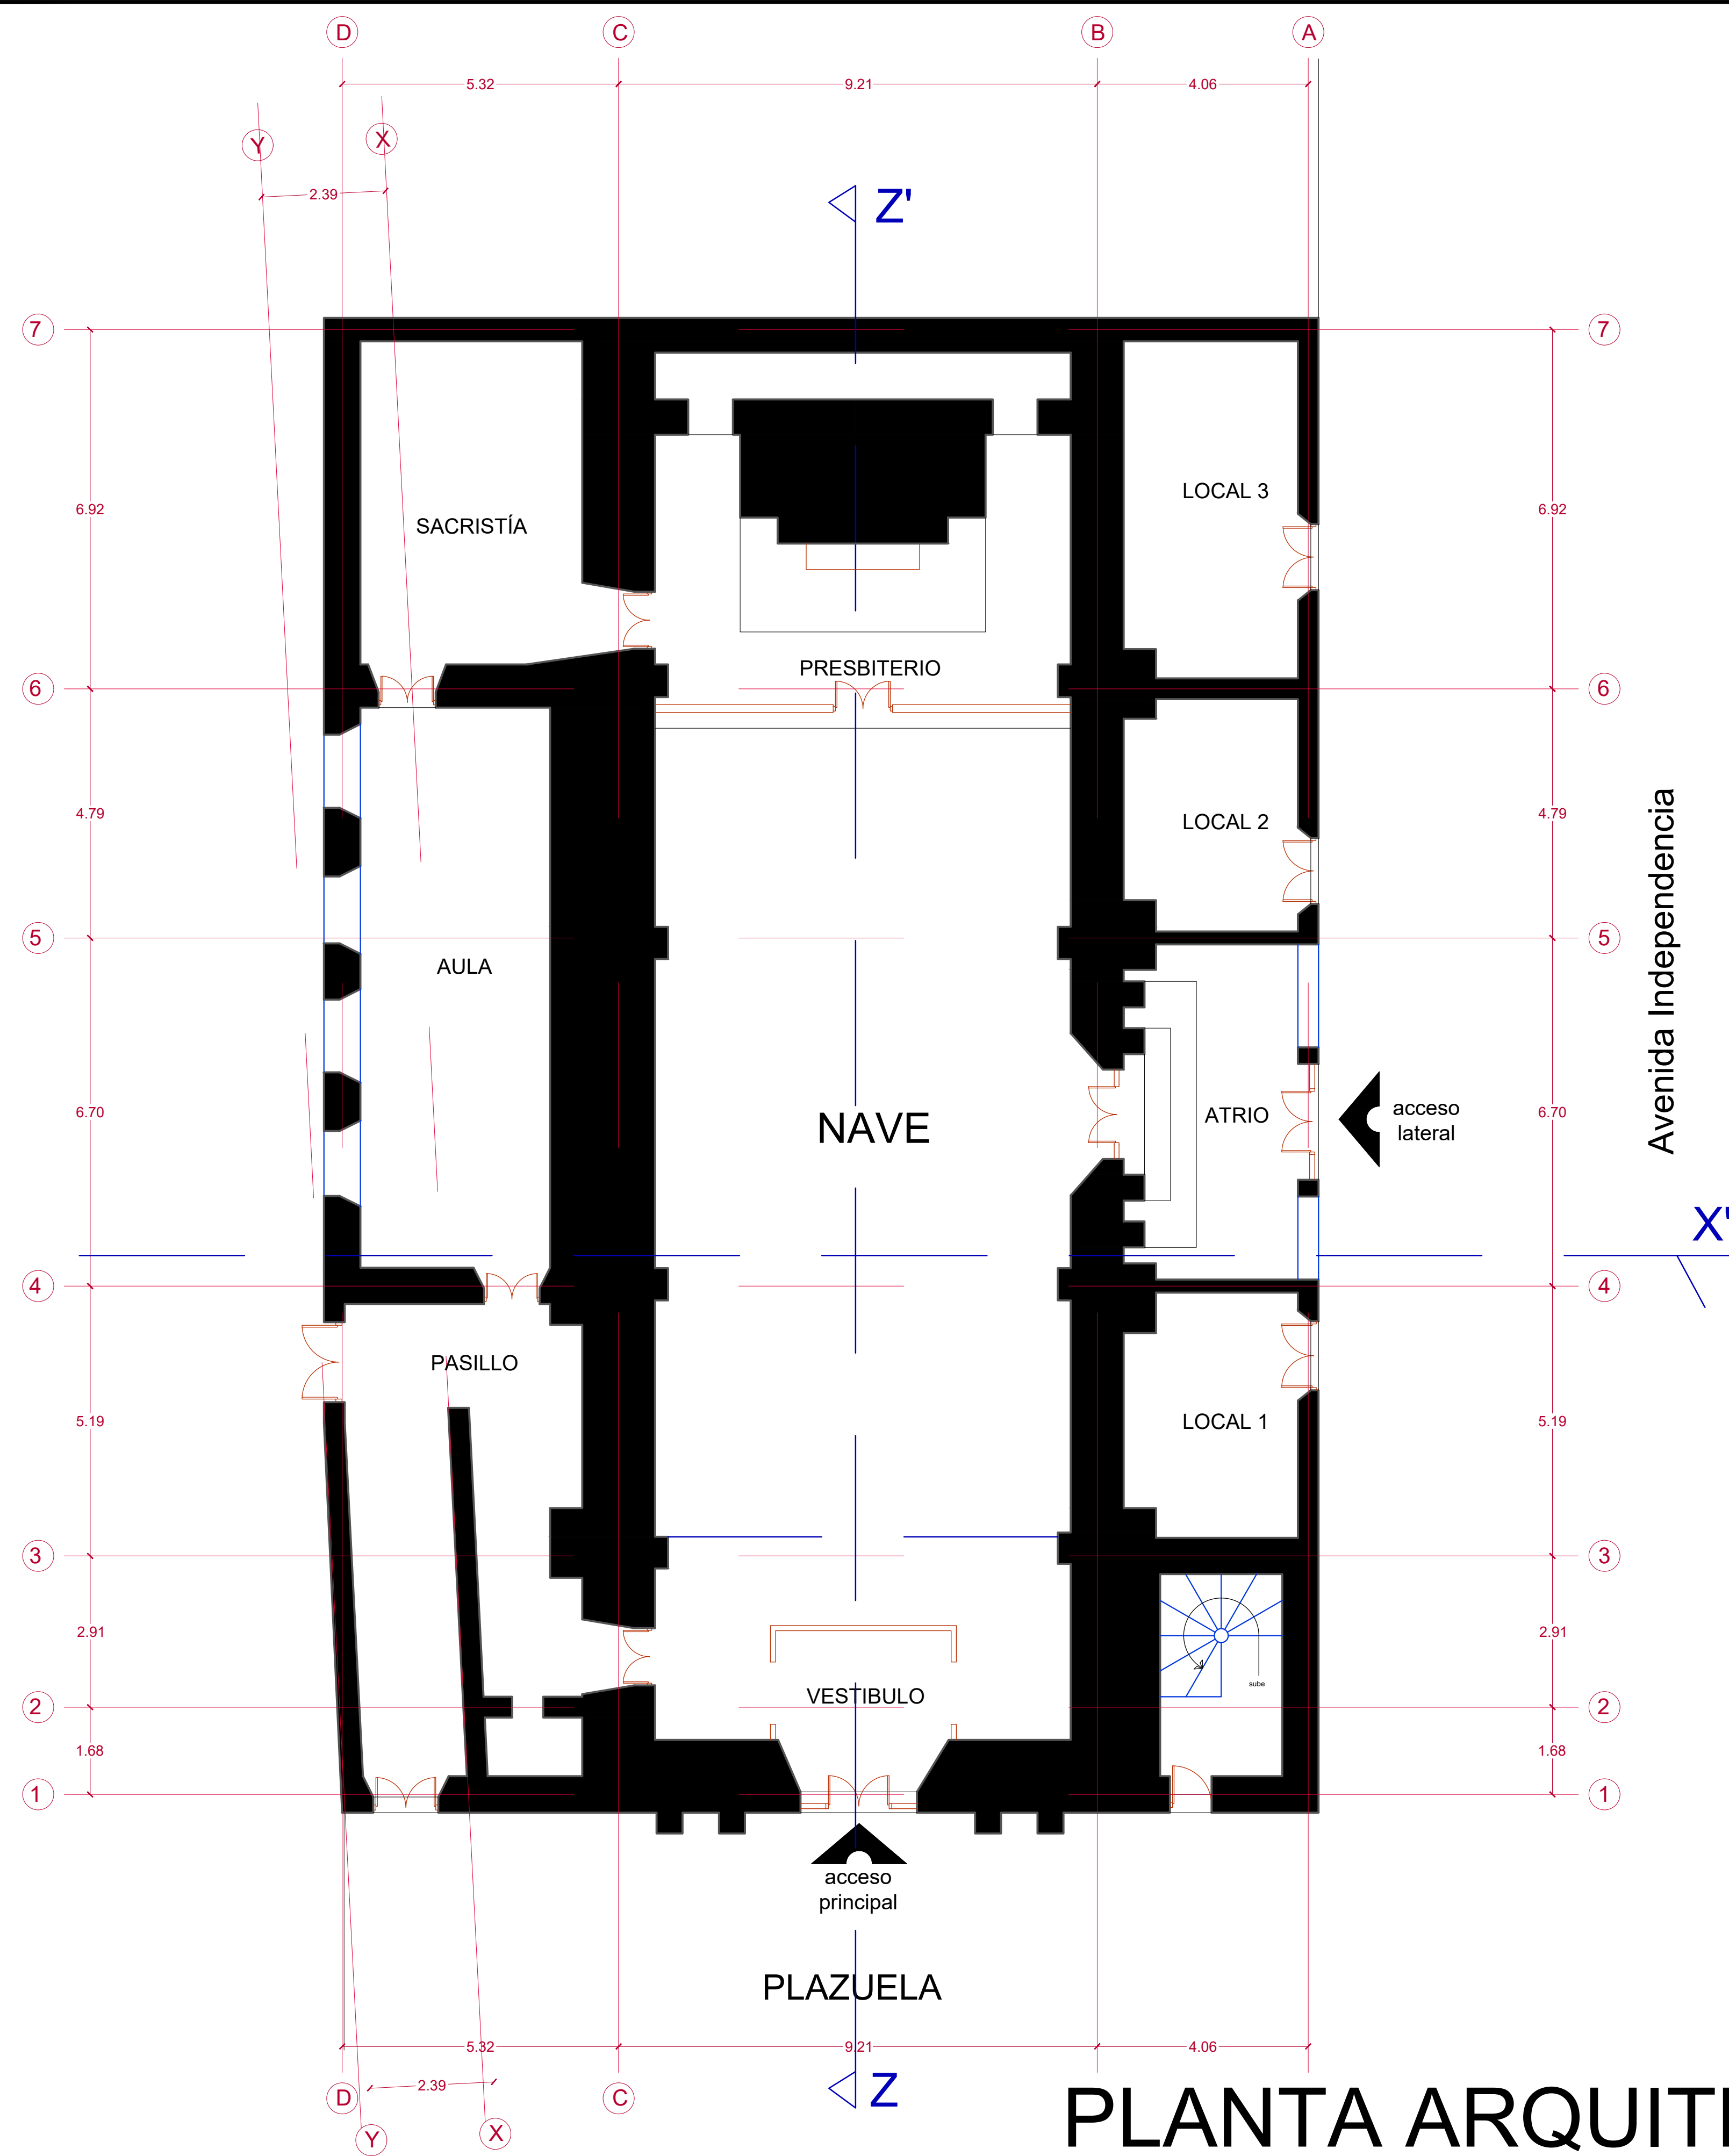 D
C
B
A
5.32
9.21
4.06
Y
X
2.39
Z'
7
7
6.92
6.92
LOCAL 3
SACRISTÍA
PRESBITERIO
6
6
4.79
4.79
LOCAL 2
Avenida Independencia
5
5
AULA
6.70
6.70
NAVE
ATRIO
acceso
lateral
X'
4
4
PASILLO
5.19
5.19
LOCAL 1
3
3
2.91
2.91
sube
VESTIBULO
2
2
1.68
1.68
1
1
acceso
principal
PLAZUELA
5.32
9.21
4.06
2.39
Z
D
C
Y
X
PLANTA ARQUIT